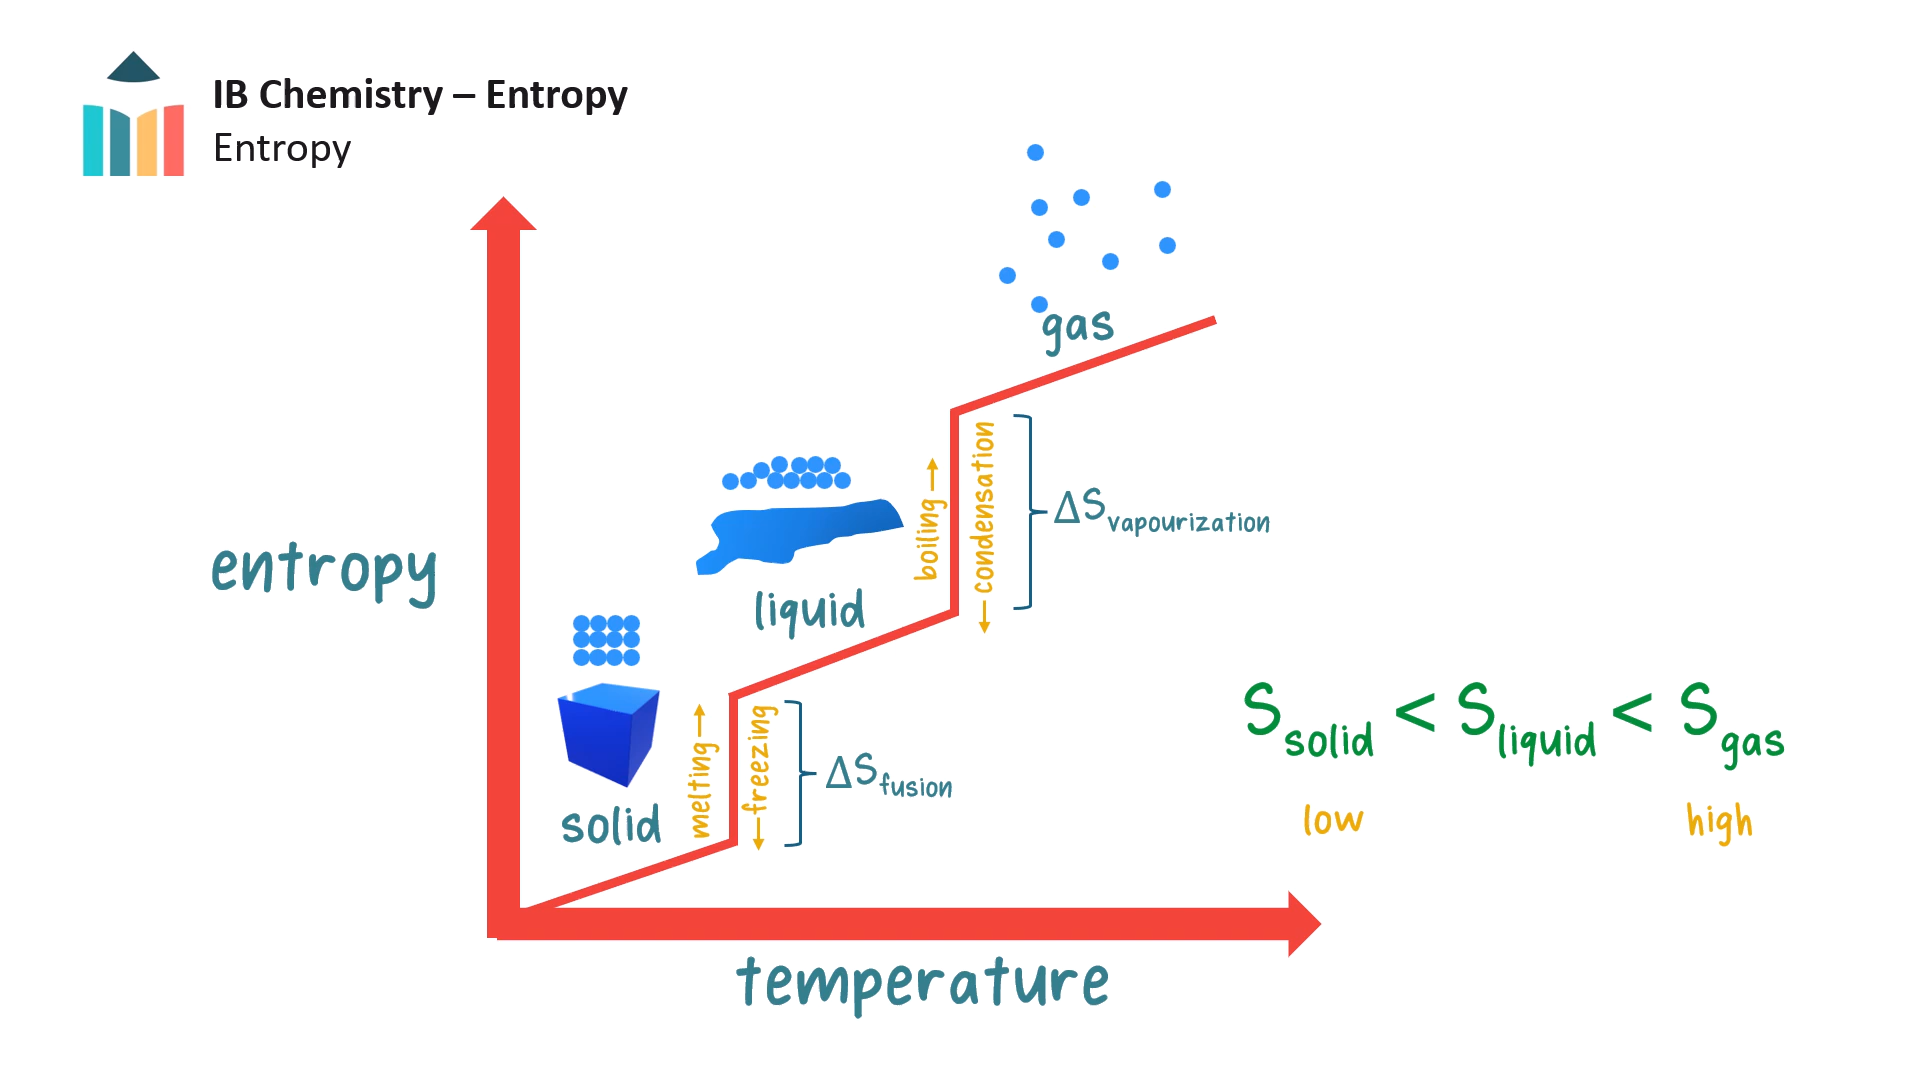 IB Chemistry – Entropy
Entropy
gas
boiling
condensation
ΔSvapourization
entropy
liquid
melting
freezing
ΔSfusion
solid
Ssolid < Sliquid < Sgas
low
high
temperature